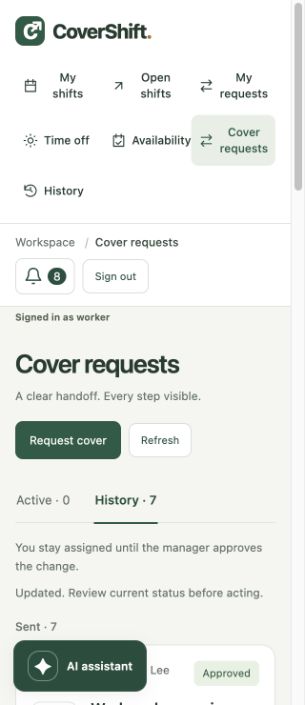 CoverShift.
My shifts
Open shifts
My requests
Time off
Availability
Cover requests
History
Workspace / Cover requests
8
Sign out
Signed in as worker
Cover requests
A clear handoff. Every step visible.
Request cover
Refresh
Active · 0
History · 7
You stay assigned until the manager approves
the change.
Updated. Review current status before acting.
Sent · 7
AI assistant
Lee
Approved